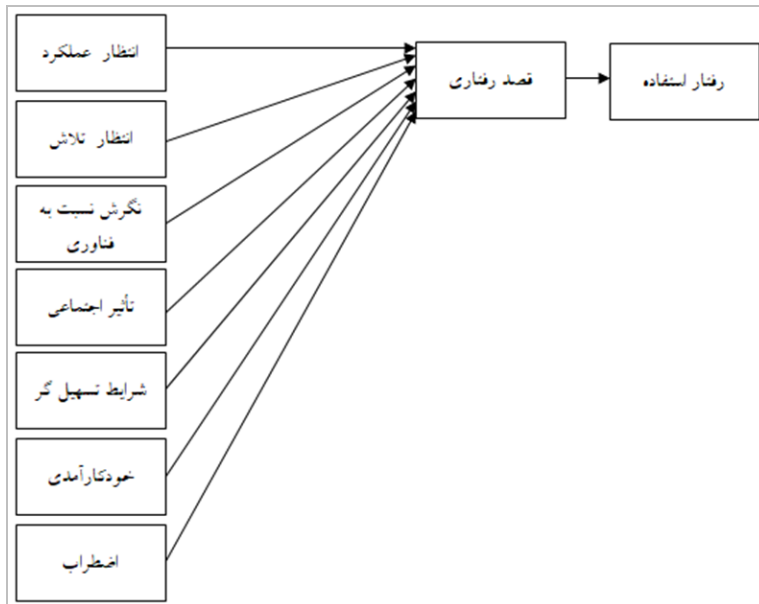 انتظار عملکرد
انتظار تلاش
نگرش نسبت به
فناوری
تأثیر اجتماعی
شرایط تسهیل گر
خودکارآمدی
اضطراب
قصد رفتاری
رفتار استفاده